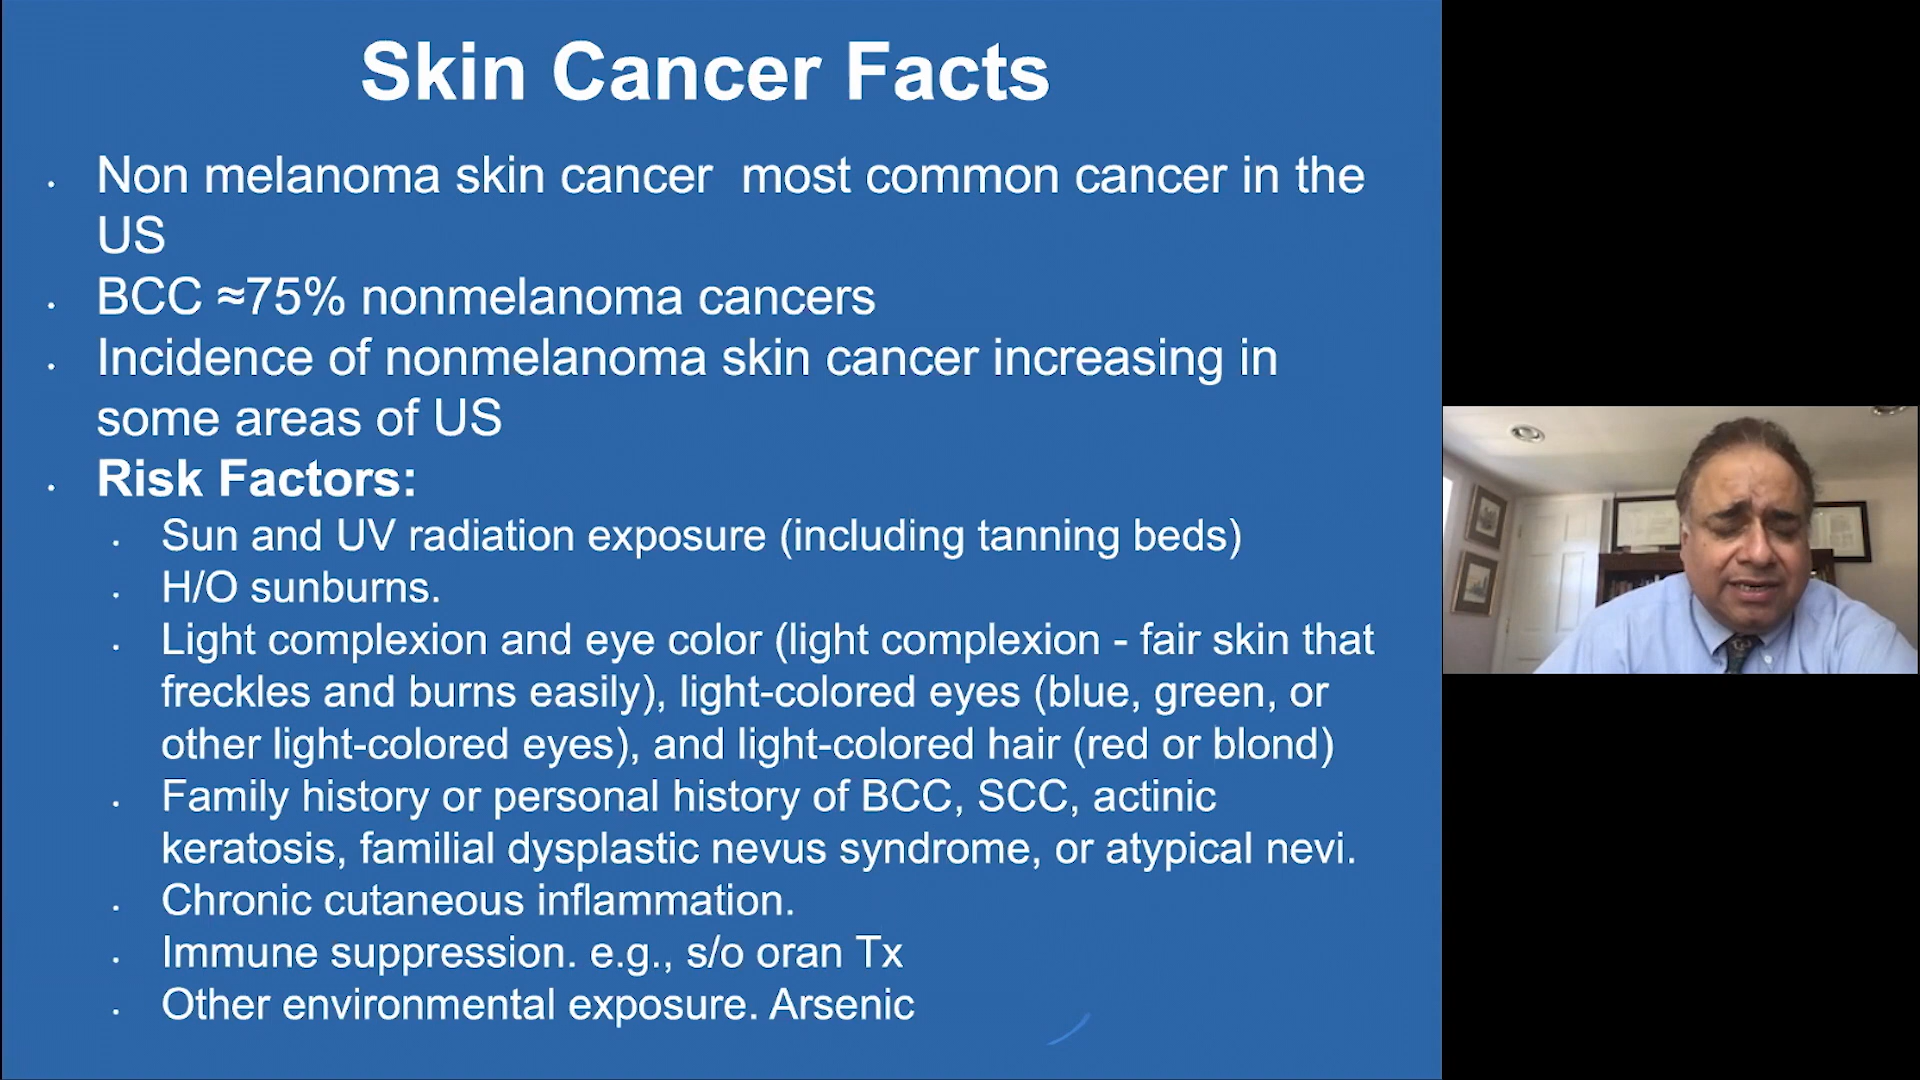 Skin Cancer Facts
• Non melanoma skin cancer  most common cancer in the
US
• BCC ≈75% nonmelanoma cancers
• Incidence of nonmelanoma skin cancer increasing in
some areas of US
• Risk Factors:
• Sun and UV radiation exposure (including tanning beds)
• H/O sunburns.
• Light complexion and eye color (light complexion - fair skin that
freckles and burns easily), light-colored eyes (blue, green, or
other light-colored eyes), and light-colored hair (red or blond)
• Family history or personal history of BCC, SCC, actinic
keratosis, familial dysplastic nevus syndrome, or atypical nevi.
• Chronic cutaneous inflammation.
• Immune suppression. e.g., s/o oran Tx
• Other environmental exposure. Arsenic